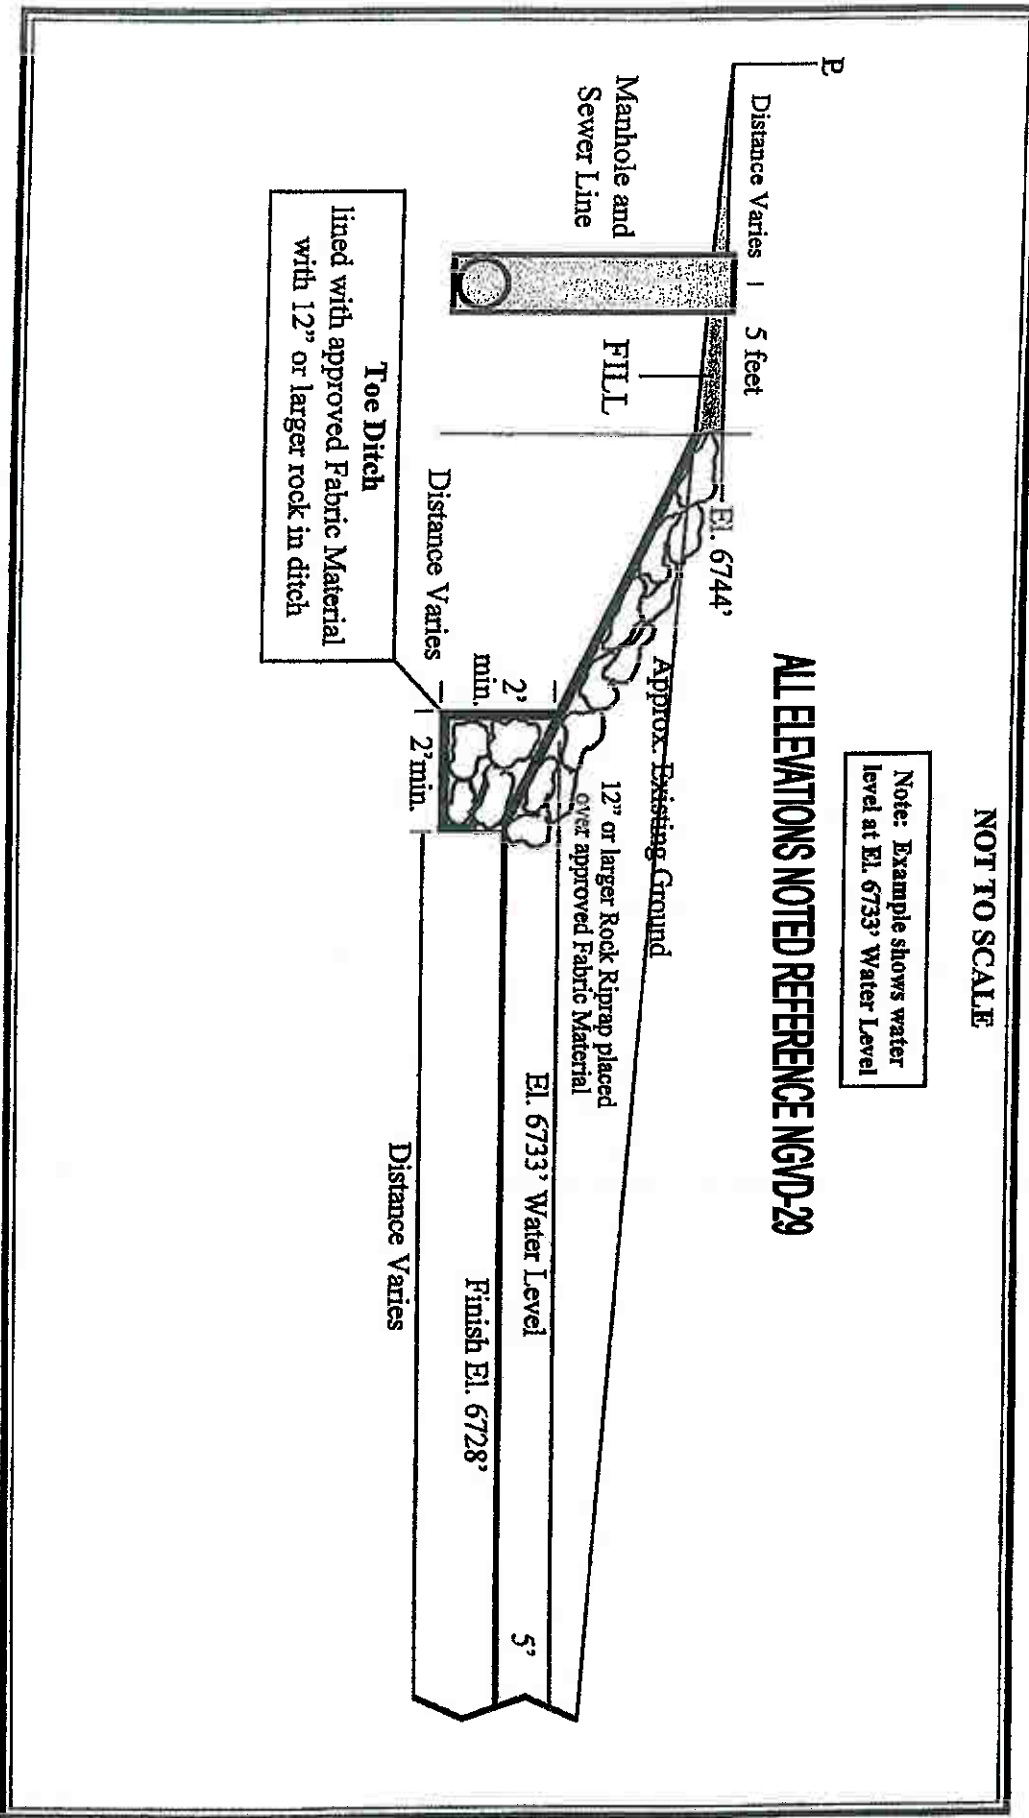 NOT TO SCALE
Note: Example shows water
level at El. 6733' Water Level
ALL ELEVATIONS NOTED REFERENCE NGVD-29
Distance Varies
5 feet
El. 6744'
Manhole and
Sewer Line
FILL
Approx. Existing Ground
12" or larger Rock Riprap placed
over approved Fabric Material
El. 6733' Water Level
5'
Finish El. 6728'
2'
min.
2' min.
Distance Varies
Distance Varies
Toe Ditch
lined with approved Fabric Material
with 12" or larger rock in ditch